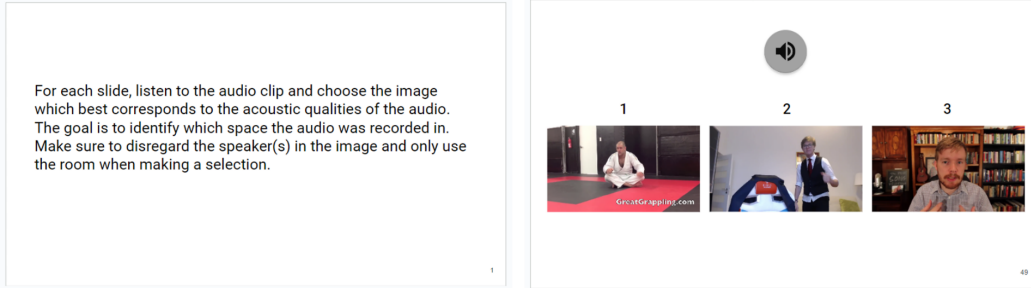 For each slide, listen to the audio clip and choose the image
which best corresponds to the acoustic qualities of the audio.
The goal is to identify which space the audio was recorded in.
Make sure to disregard the speaker(s) in the image and only use
the room when making a selection.
1
1 2 3
GreatGrappling.com
49